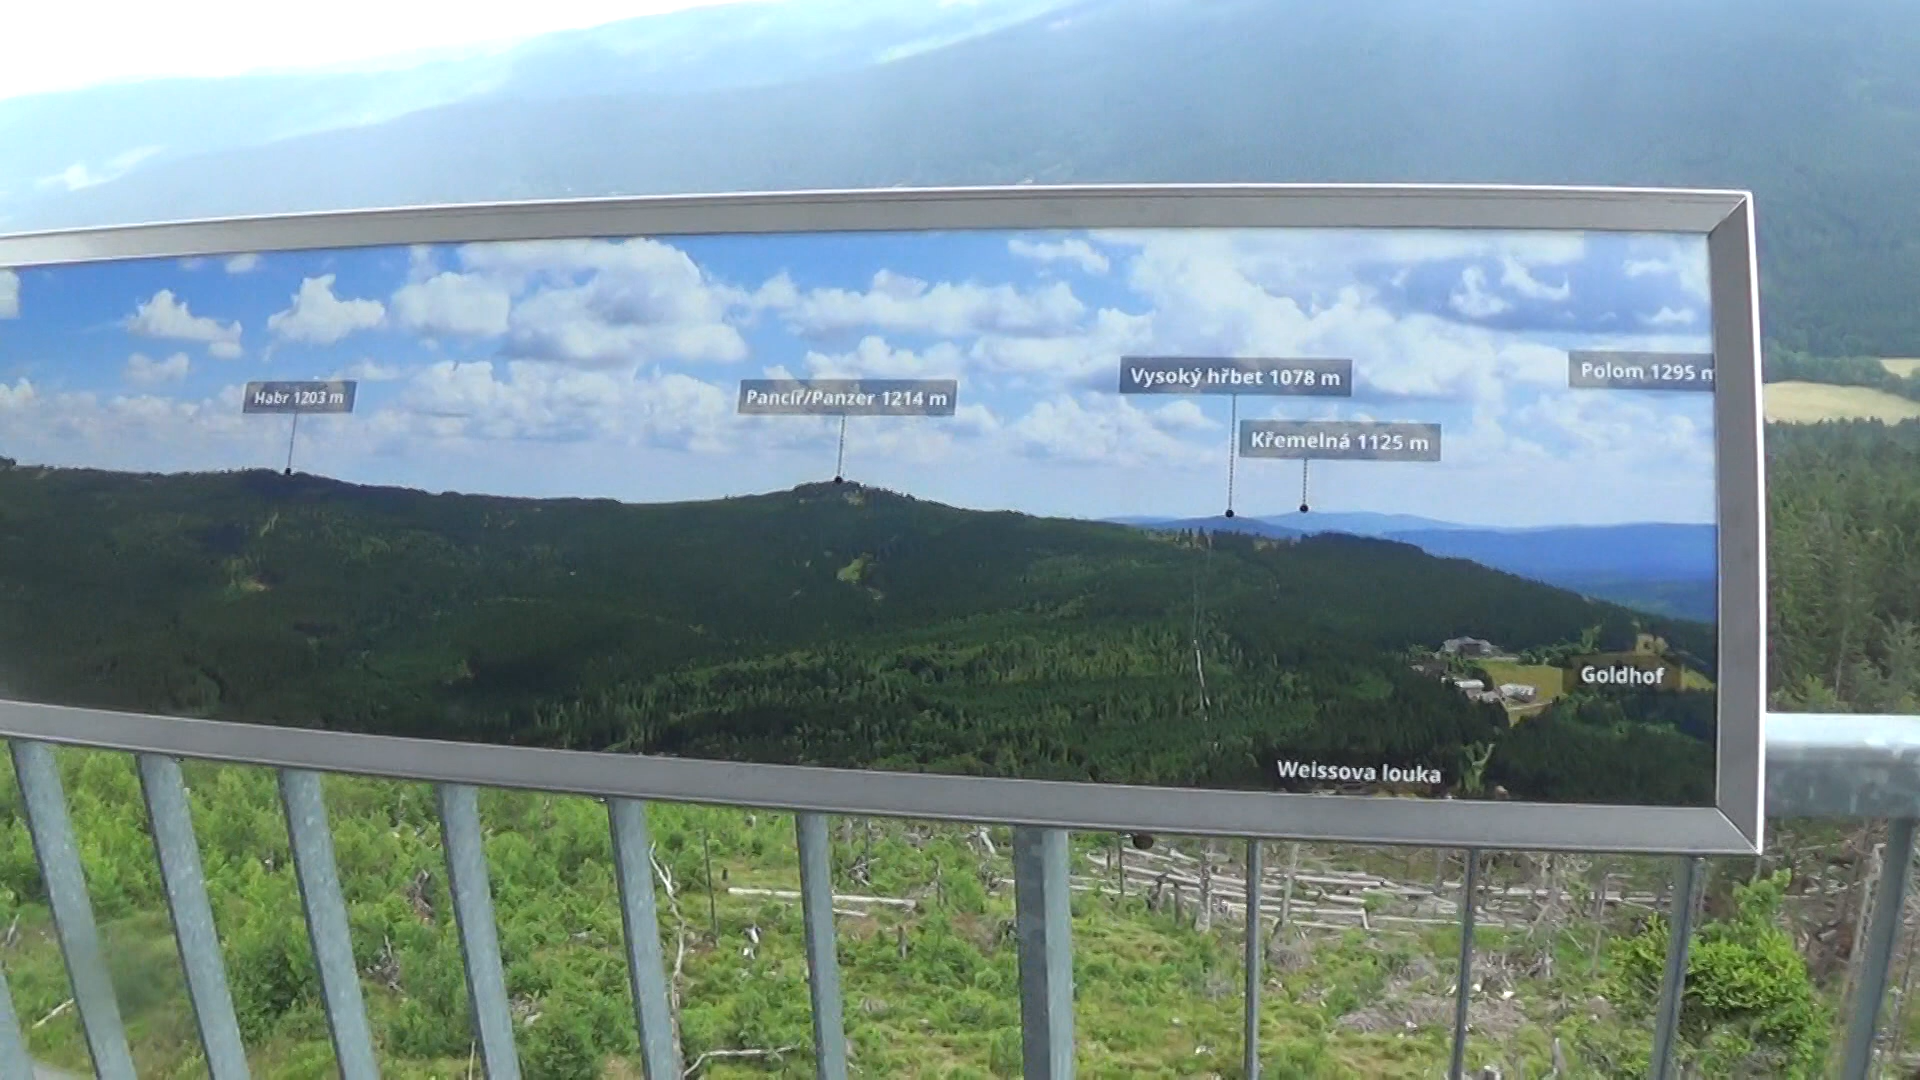 Habr 1203 m
Pancíř/Panzer 1214 m
Vysoký hřbet 1078 m
Křemelná 1125 m
Polom 1295 m
Goldhof
Weissova louka